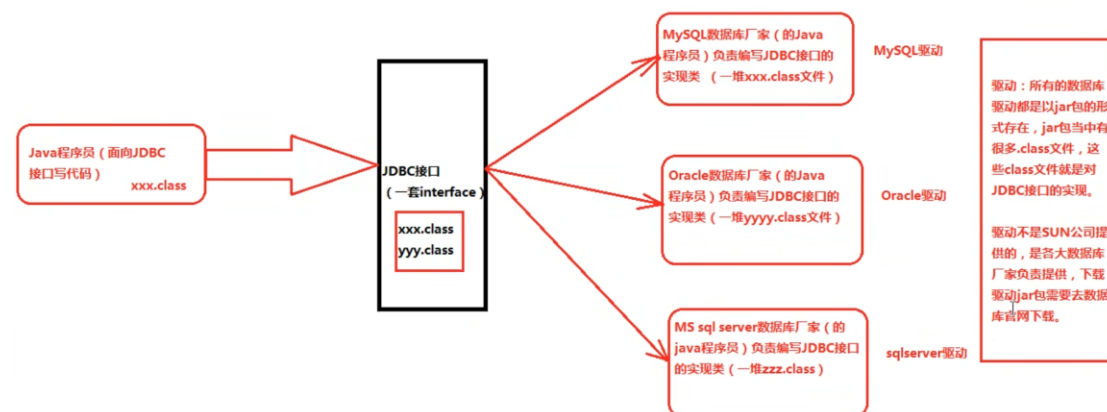 Java程序员（面向JDBC
接口写代码）
xxx.class
JDBC接口
（一套interface）
xxx.class
yyy.class
MySQL数据库厂家（的Java
程序员）负责编写JDBC接口的
实现类 （一堆xxx.class文件）
MySQL驱动
Oracle数据库厂家（的Java
程序员）负责编写JDBC接口的
实现类（一堆yyyy.class文件）
Oracle驱动
MS sql server数据库厂家（的
java程序员）负责编写JDBC接口
的实现类（一堆zzz.class）
sqlserver驱动
驱动：所有的数据库
驱动都是以jar包的形
式存在，jar包当中有
很多.class文件，这
些class文件就是对
JDBC接口的实现。
驱动不是SUN公司提
供的，是各大数据库
厂家负责提供，下载
驱动jar包需要去数据
库官网下载。